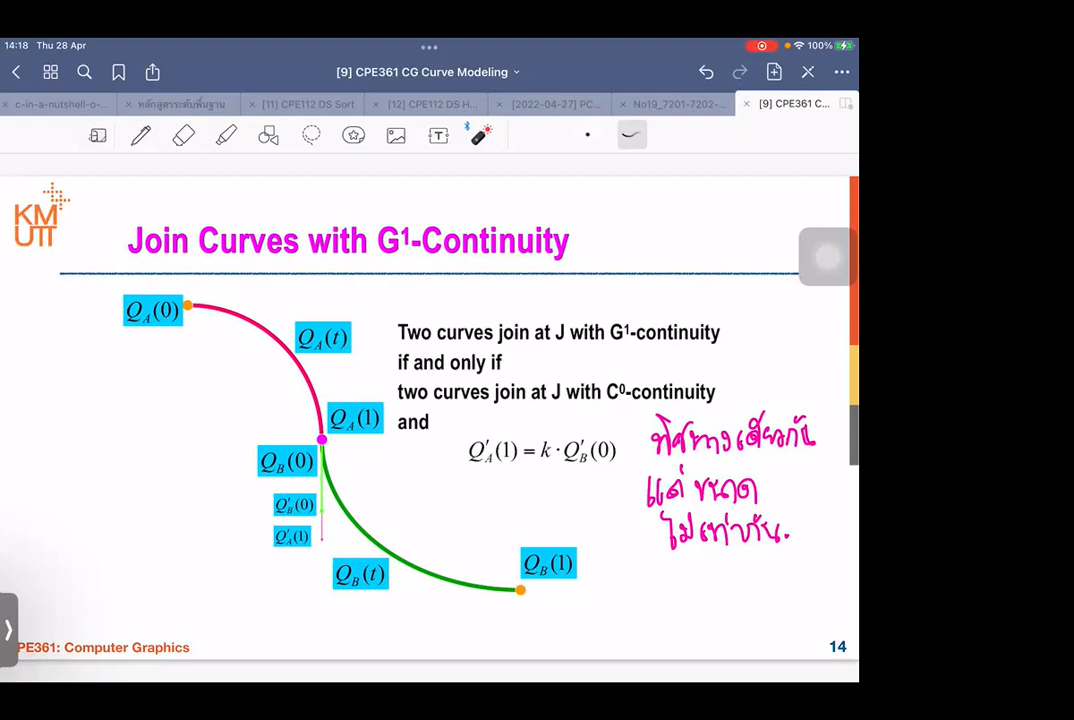 14:18 Thu 28 Apr
100%
[9] CPE361 CG Curve Modeling
c-in-a-nutshell-o-...
หลักสูตรระดับพื้นฐาน
[11] CPE112 DS Sort
[12] CPE112 DS H...
[2022-04-27] PC...
No19_7201-7202-...
[9] CPE361 C...
T
KM
UTT
Join Curves with G¹-Continuity
Q_A(0)
Q_A(t)
Two curves join at J with G¹-continuity
if and only if
two curves join at J with C⁰-continuity
and
Q_A(1)
Q′_A(1) = k · Q′_B(0)
ทิศทางเดียวกัน
แต่ ขนาด
ไม่เท่ากัน.
Q_B(0)
Q′_B(0)
Q′_A(1)
Q_B(t)
Q_B(1)
PE361: Computer Graphics
14